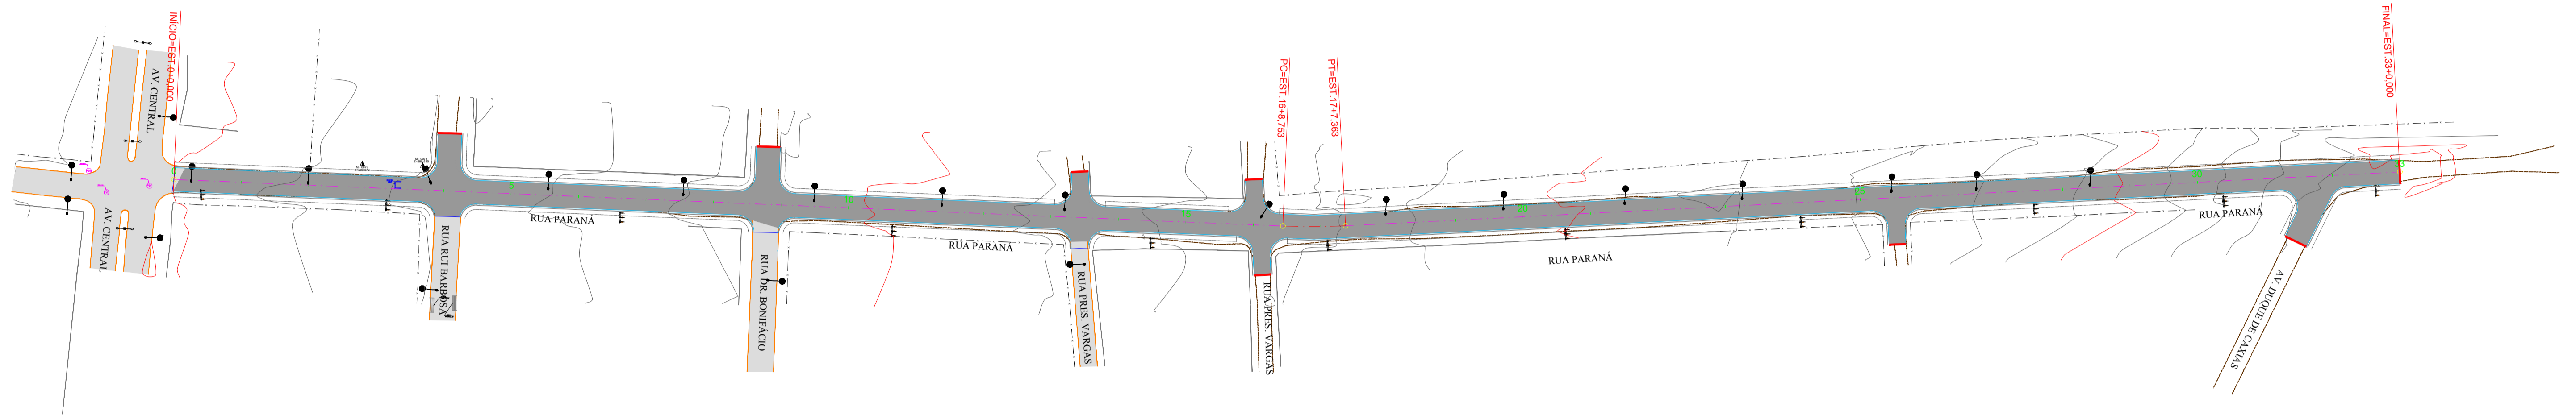 INÍCIO=EST.0+0,000
AV. CENTRAL
AV. CENTRAL
RUA RUI BARBOSA
RUA PARANÁ
RUA DR. BONIFÁCIO
RUA PARANÁ
RUA PRES. VARGAS
RUA PRES. VARGAS
PC=EST.16+8,753
PT=EST.17+7,363
RUA PARANÁ
RUA PARANÁ
AV. DUQUE DE CAXIAS
FINAL=EST.33+0,000